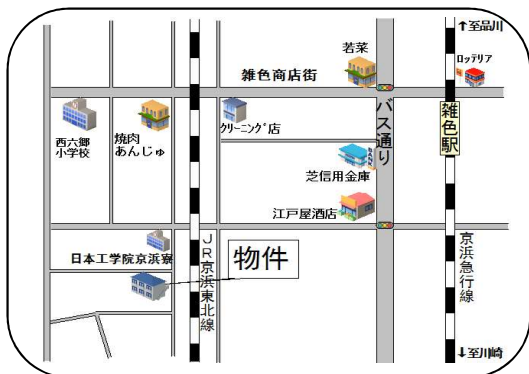 ↑至品川
若菜
ロッテリア
雑色商店街
バス通り
雑色駅
西六郷
小学校
焼肉
あんじゅ
クリーニング店
芝信用金庫
BANK
江戸屋酒店
日本工学院京浜寮
JR京浜東北線
物件
京浜急行線
↓至川崎